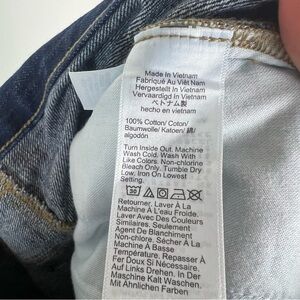 Made In Vietnam
Fabriqué Au Viêt Nam
Hergestellt In Vietnam
Vervaardigd In Vietnam
ベトナム製
hecho en vietnam
100% Cotton/ Coton/
Baumwolle/ Katoen/ 綿/
algodón
Turn Inside Out. Machine
Wash Cold. Wash With
Like Colors. Non-chlorine
Bleach Only. Tumble Dry
Low, Iron On Lowest
Setting.
Retourner. Laver À La
Machine À L'eau Froide.
Laver Avec Des Couleurs
Similaires. Seulement
Agent De Blanchiment
Non-chlore. Sécher À La
Machine À Basse
Température. Repasser À
Fer Doux Si Nécessaire.
Auf Links Drehen. In Der
Maschine Kalt Waschen.
Mit Ähnlichen Farben